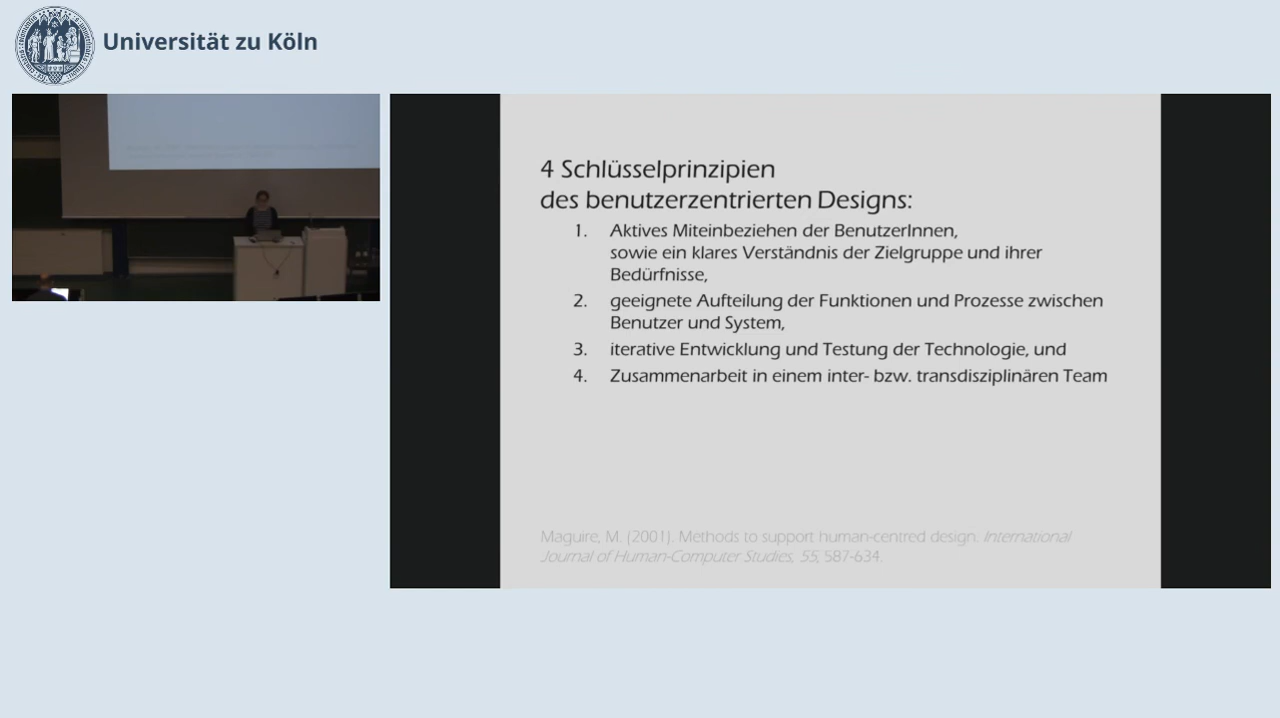 Universität zu Köln
4 Schlüsselprinzipien
des benutzerzentrierten Designs:
1. Aktives Miteinbeziehen der BenutzerInnen,
sowie ein klares Verständnis der Zielgruppe und ihrer
Bedürfnisse,
2. geeignete Aufteilung der Funktionen und Prozesse zwischen
Benutzer und System,
3. iterative Entwicklung und Testung der Technologie, und
4. Zusammenarbeit in einem inter- bzw. transdisziplinären Team
Maguire, M. (2001). Methods to support human-centred design. International
Journal of Human-Computer Studies, 55, 587-634.